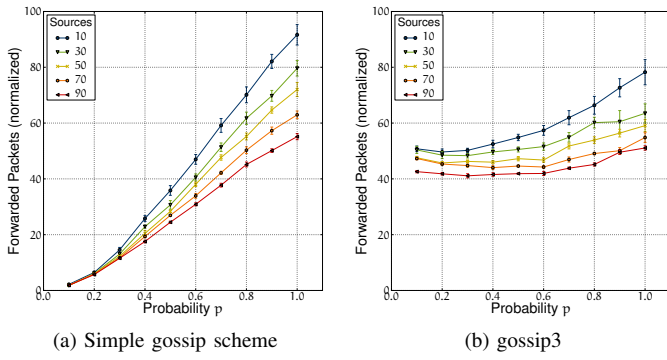 Sources
10
30
50
70
90
Forwarded Packets (normalized)
100
80
60
40
20
0
0.0 0.2 0.4 0.6 0.8 1.0
Probability p
(a) Simple gossip scheme
Sources
10
30
50
70
90
Forwarded Packets (normalized)
100
80
60
40
20
0
0.0 0.2 0.4 0.6 0.8 1.0
Probability p
(b) gossip3